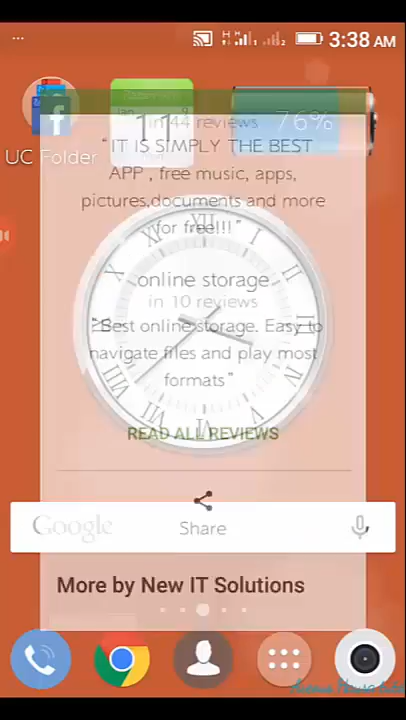 3:38 AM
76%
11
UC Folder
in 44 reviews
"IT IS SIMPLY THE BEST
APP , free music, apps,
pictures,documents and more
for free!!!"
online storage
in 10 reviews
"Best online storage. Easy to
navigate files and play most
formats"
READ ALL REVIEWS
Google
Share
More by New IT Solutions